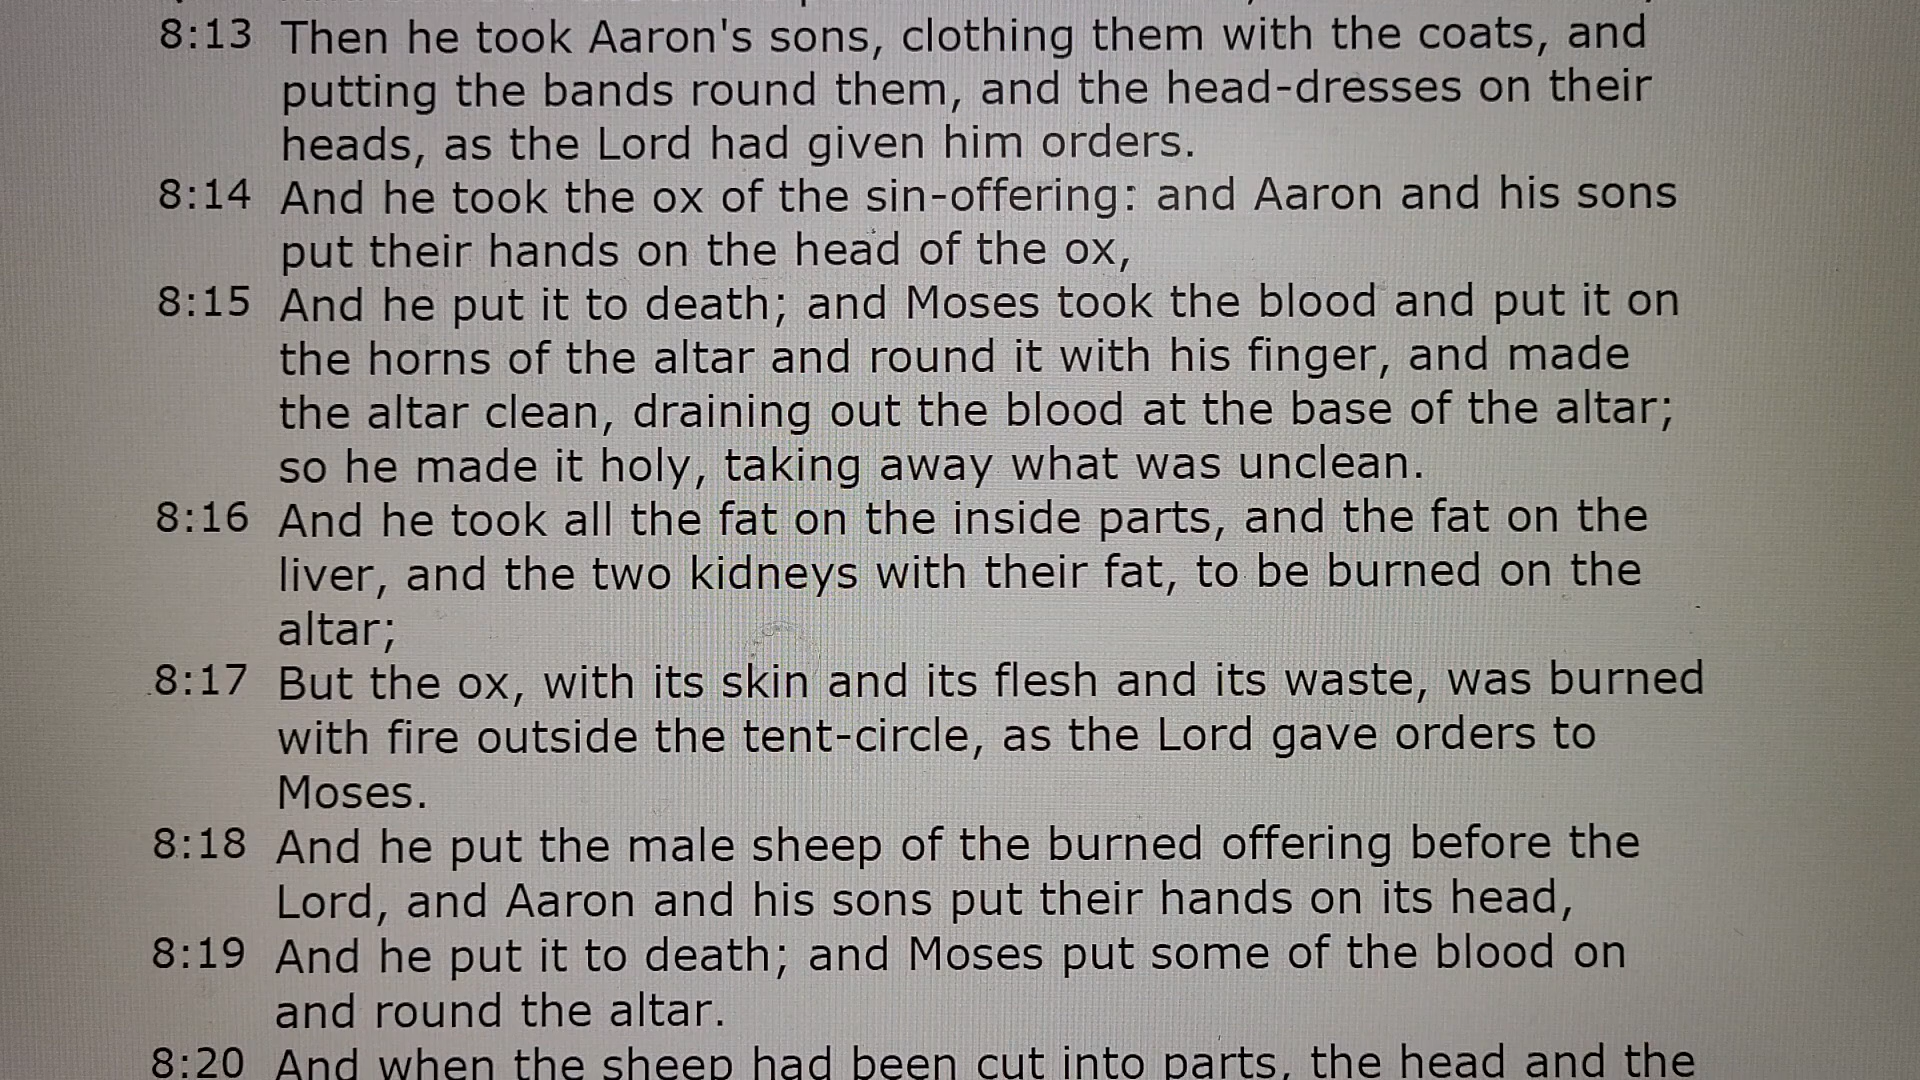 8:13 Then he took Aaron's sons, clothing them with the coats, and
putting the bands round them, and the head-dresses on their
heads, as the Lord had given him orders.
8:14 And he took the ox of the sin-offering: and Aaron and his sons
put their hands on the head of the ox,
8:15 And he put it to death; and Moses took the blood and put it on
the horns of the altar and round it with his finger, and made
the altar clean, draining out the blood at the base of the altar;
so he made it holy, taking away what was unclean.
8:16 And he took all the fat on the inside parts, and the fat on the
liver, and the two kidneys with their fat, to be burned on the
altar;
8:17 But the ox, with its skin and its flesh and its waste, was burned
with fire outside the tent-circle, as the Lord gave orders to
Moses.
8:18 And he put the male sheep of the burned offering before the
Lord, and Aaron and his sons put their hands on its head,
8:19 And he put it to death; and Moses put some of the blood on
and round the altar.
8:20 And when the sheep had been cut into parts, the head and the